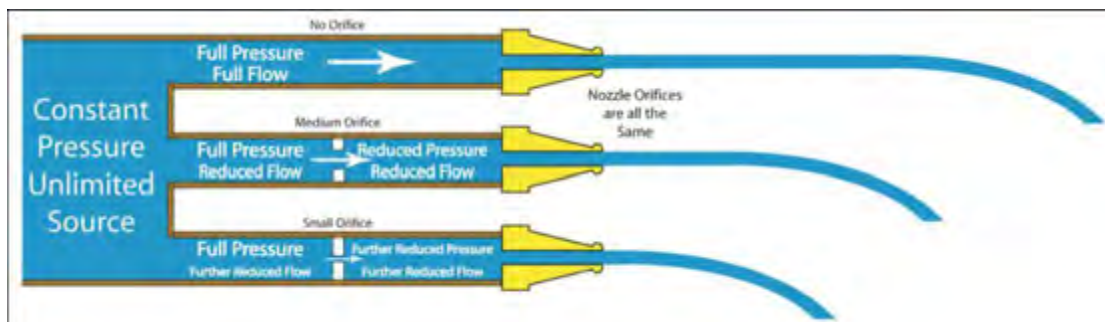 No Orifice
Full Pressure
Full Flow
Constant
Pressure
Unlimited
Source
Nozzle Orifices
are all the
Same
Medium Orifice
Full Pressure
Reduced Flow
Reduced Pressure
Reduced Flow
Small Orifice
Full Pressure
Further Reduced Flow
Further Reduced Pressure
Further Reduced Flow